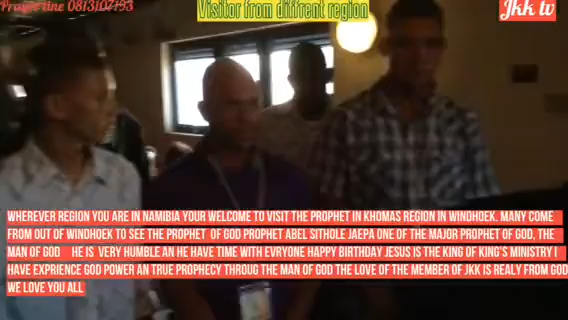 Prayerline 0813107193
Visitor from diffrent region
Jkk tv
WHEREVER REGION YOU ARE IN NAMIBIA YOUR WELCOME TO VISIT THE PROPHET IN KHOMAS REGION IN WINDHOEK. MANY COME
FROM OUT OF WINDHOEK TO SEE THE PROPHET OF GOD PROPHET ABEL SITHOLE JAEPA ONE OF THE MAJOR PROPHET OF GOD, THE
MAN OF GOD HE IS VERY HUMBLE AN HE HAVE TIME WITH EVRYONE HAPPY BIRTHDAY JESUS IS THE KING OF KING'S MINISTRY I
HAVE EXPRIENCE GOD POWER AN TRUE PROPHECY THROUG THE MAN OF GOD THE LOVE OF THE MEMBER OF JKK IS REALY FROM GOD
WE LOVE YOU ALL